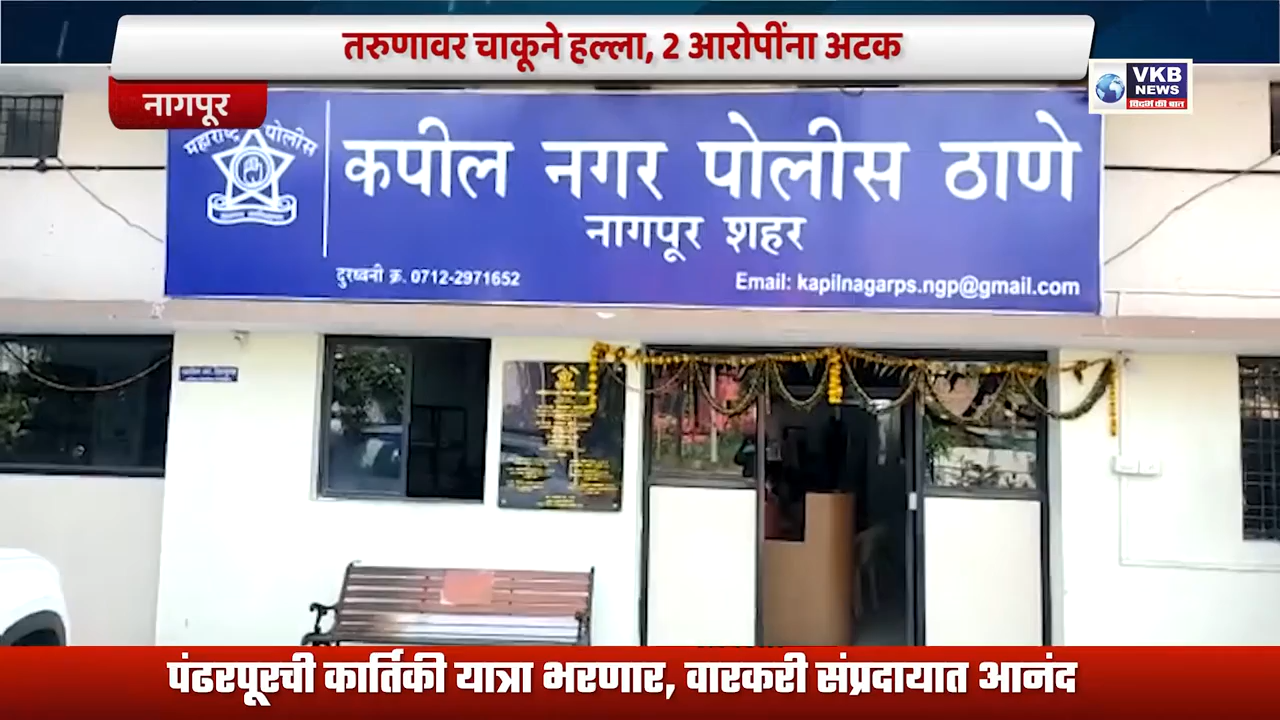 तरुणावर चाकूने हल्ला, 2 आरोपींना अटक
नागपूर
VKB
NEWS
विदर्भ की बात
महाराष्ट्र पोलीस
कपील नगर पोलीस ठाणे
नागपूर शहर
दुरध्वनी क्र. 0712-2971652
Email: kapilnagarps.ngp@gmail.com
पंढरपूरची कार्तिकी यात्रा भरणार, वारकरी संप्रदायात आनंद